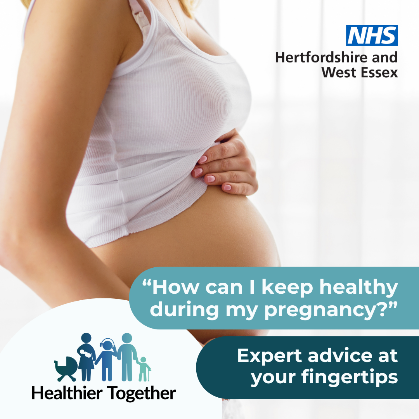 NHS
Hertfordshire and
West Essex
“How can I keep healthy
during my pregnancy?”
Expert advice at
your fingertips
Healthier Together